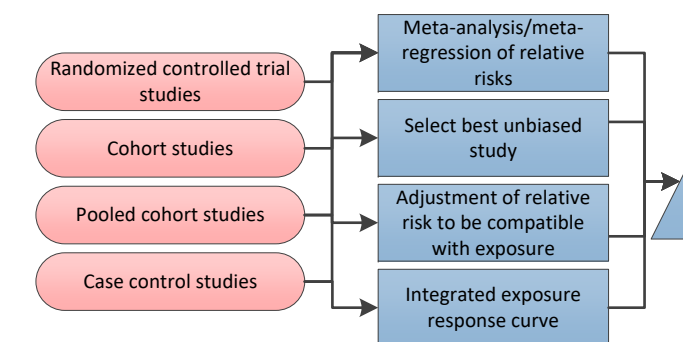 Randomized controlled trial
studies
Cohort studies
Pooled cohort studies
Case control studies
Meta-analysis/meta-
regression of relative
risks
Select best unbiased
study
Adjustment of relative
risk to be compatible
with exposure
Integrated exposure
response curve